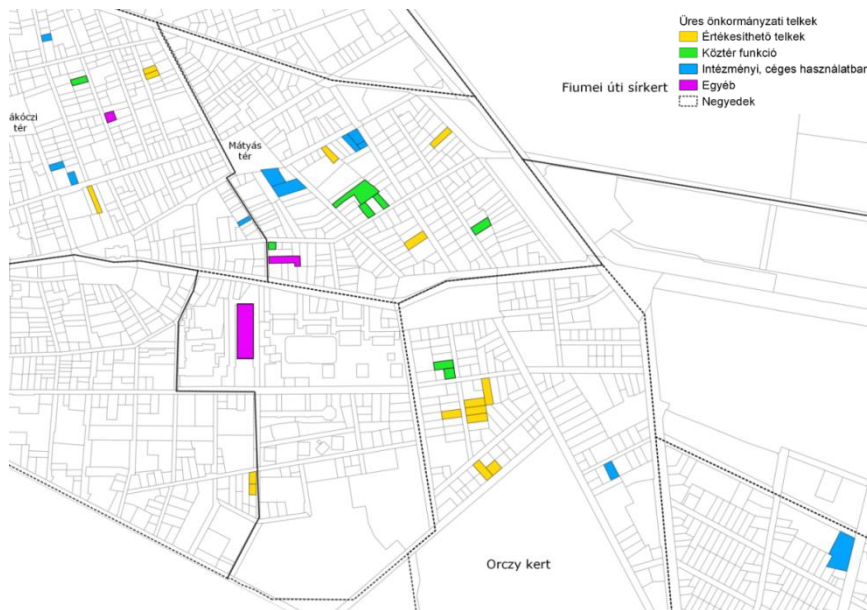 Üres önkormányzati telkek
Értékesíthető telkek
Köztér funkció
Intézményi, céges használatban
Egyéb
Negyedek
Fiumei úti sírkert
ákóczi
tér
Mátyás
tér
Orczy kert